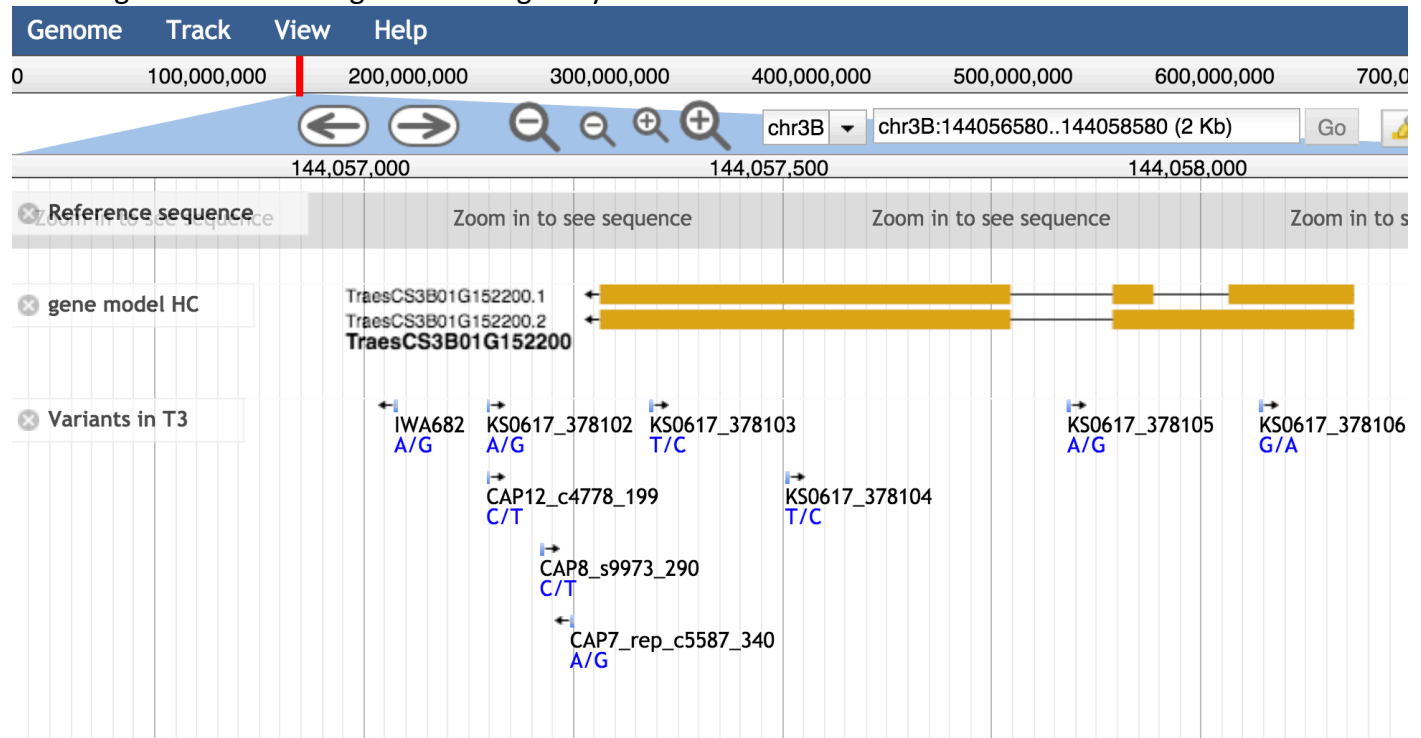 Genome Track View Help
0 100,000,000 200,000,000 300,000,000 400,000,000 500,000,000 600,000,000 700,0
chr3B chr3B:144056580..144058580 (2 Kb) Go
144,057,000 144,057,500 144,058,000
Reference sequence Zoom in to see sequence Zoom in to see sequence Zoom in to s
gene model HC
TraesCS3B01G152200.1
TraesCS3B01G152200.2
TraesCS3B01G152200
Variants in T3
IWA682 KS0617_378102 KS0617_378103 KS0617_378105 KS0617_378106
A/G A/G T/C A/G G/A
CAP12_c4778_199 KS0617_378104
C/T T/C
CAP8_s9973_290
C/T
CAP7_rep_c5587_340
A/G